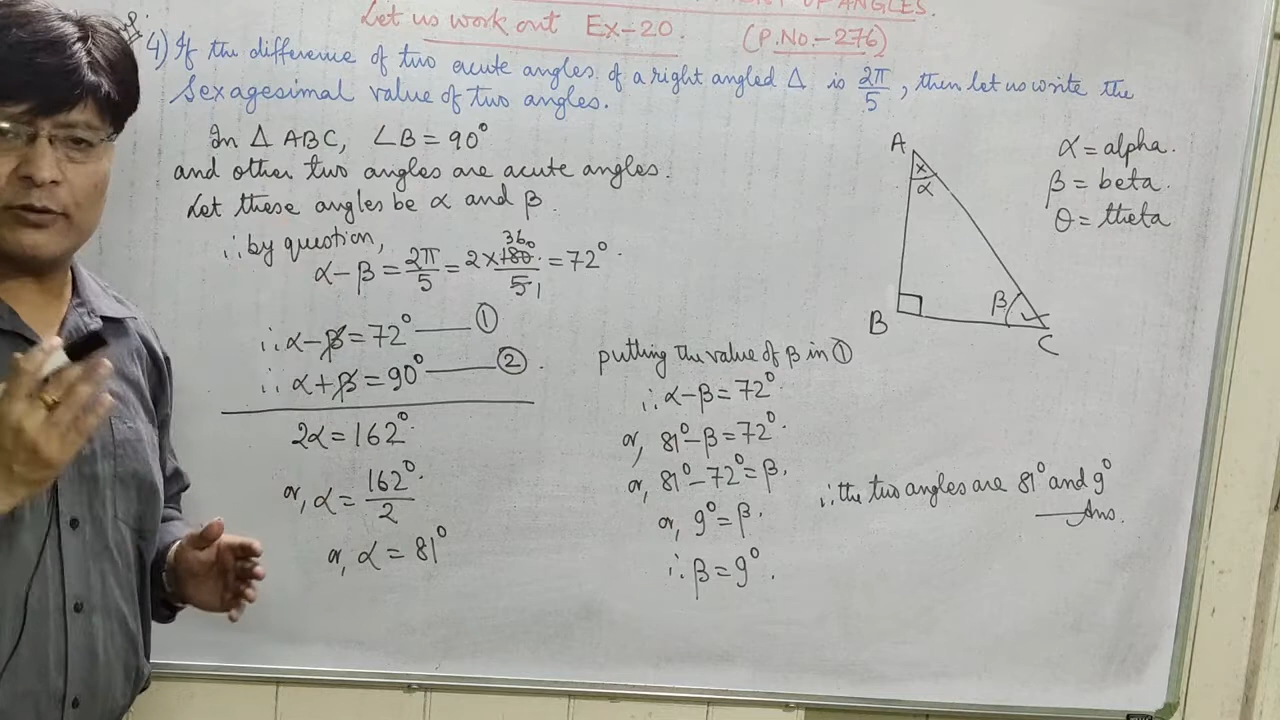 OF ANGLES.
Let us work out Ex-20. (P.No.-276)
4) If the difference of two acute angles of a right angled Δ is 2π/5, then let us write the
Sexagesimal value of two angles.
In Δ ABC, ∠B = 90°
and other two angles are acute angles.
Let these angles be α and β.
∴ by question,
α - β = 2π/5 = 2 × 180°/5 = 72°.
36
1
∴ α - β = 72° —— ①
∴ α + β = 90° —— ②.
2α = 162°.
or, α = 162°/2.
or, α = 81°
putting the value of β in ①
∴ α - β = 72°.
or, 81° - β = 72°.
or, 81° - 72° = β.
or, 9° = β.
∴ β = 9°.
∴ the two angles are 81° and 9°
—Ans.
A
x
α
B
β
x
C
α = alpha.
β = beta.
θ = theta